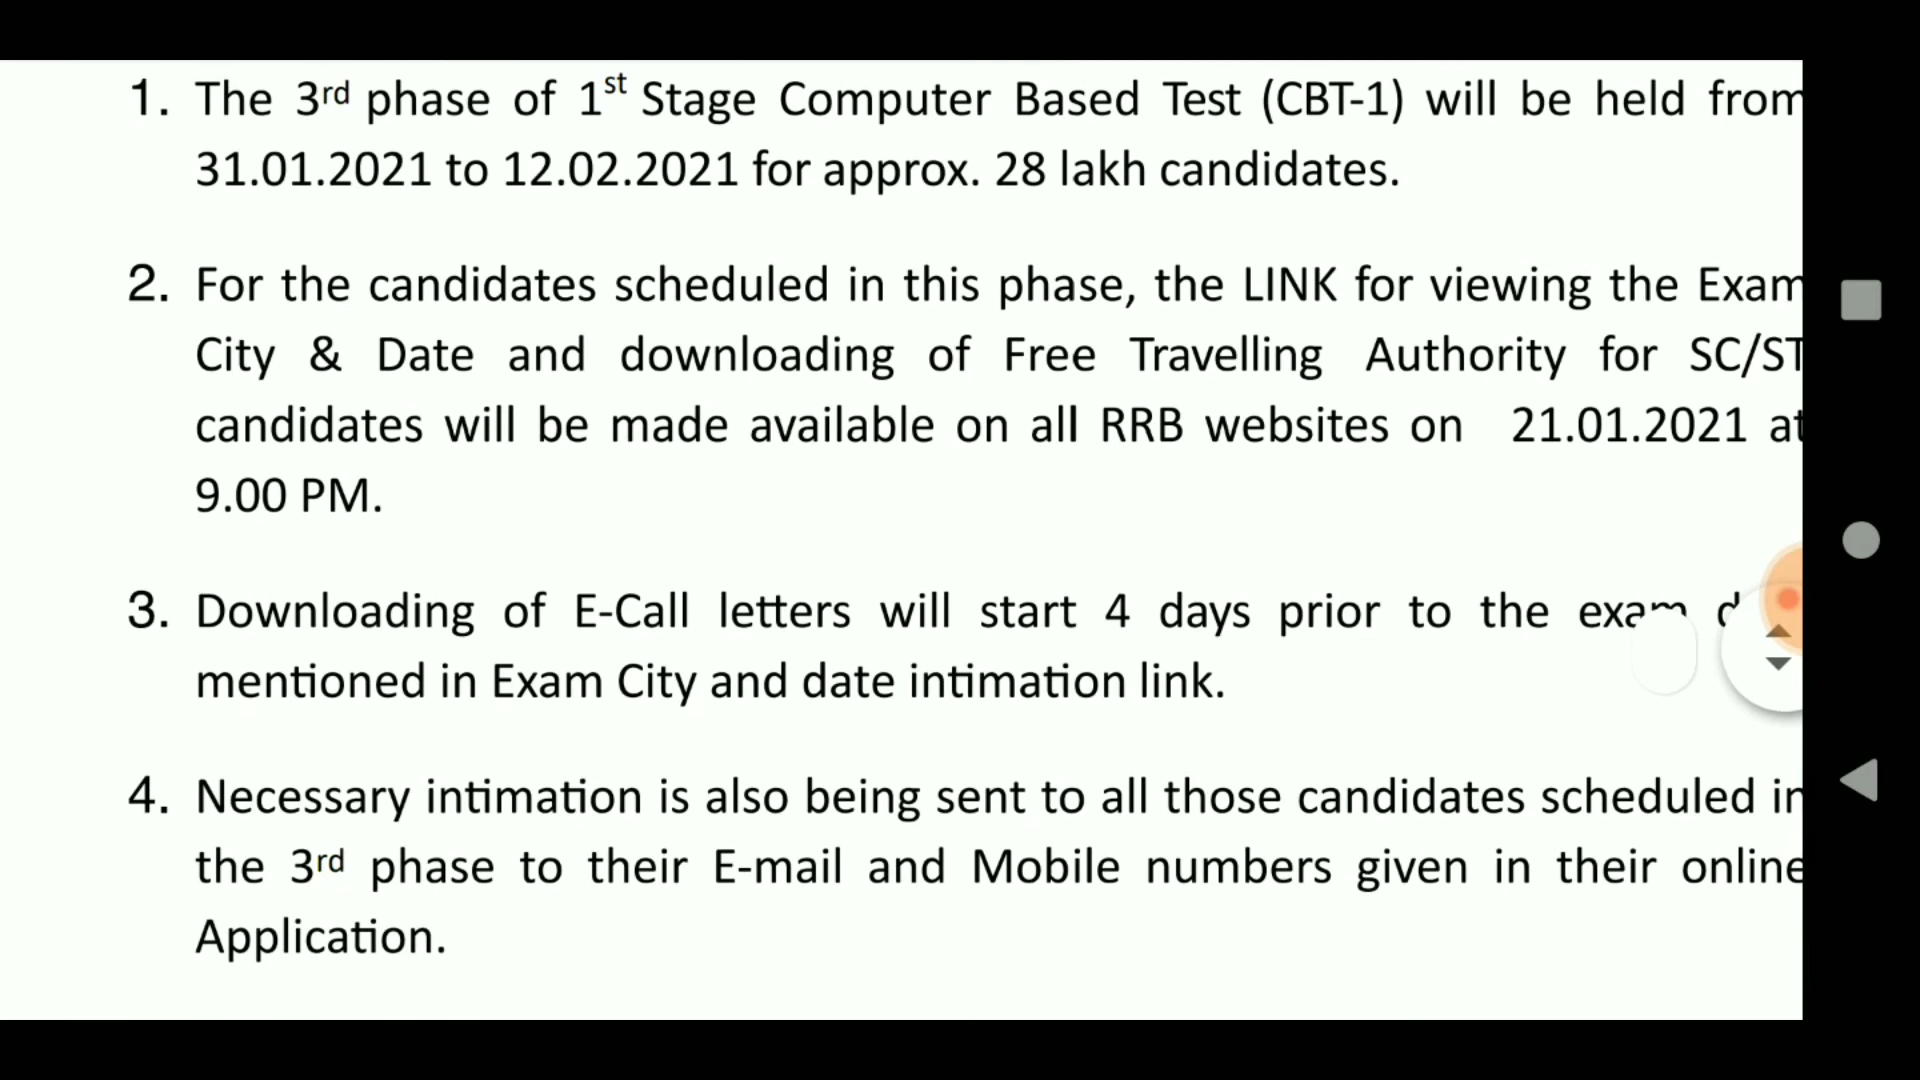 1. The 3rd phase of 1st Stage Computer Based Test (CBT-1) will be held from
31.01.2021 to 12.02.2021 for approx. 28 lakh candidates.
2. For the candidates scheduled in this phase, the LINK for viewing the Exam
City & Date and downloading of Free Travelling Authority for SC/ST
candidates will be made available on all RRB websites on 21.01.2021 at
9.00 PM.
3. Downloading of E-Call letters will start 4 days prior to the exam
mentioned in Exam City and date intimation link.
4. Necessary intimation is also being sent to all those candidates scheduled in
the 3rd phase to their E-mail and Mobile numbers given in their online
Application.